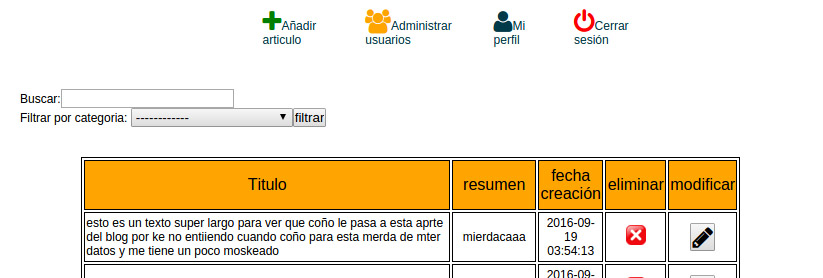 Añadir
articulo
Administrar
usuarios
Mi
perfil
Cerrar
sesión
Buscar:
Filtrar por categoria: ------------ filtrar
Titulo resumen fecha creación eliminar modificar
esto es un texto super largo para ver que coño le pasa a esta aprte
del blog por ke no entiiendo cuando coño para esta merda de mter
datos y me tiene un poco moskeado
mierdacaaa
2016-09-
19
03:54:13
2016-09-